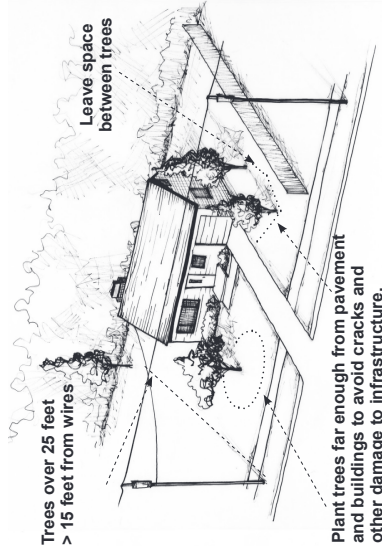 Trees over 25 feet
> 15 feet from wires
Leave space
between trees
Plant trees far enough from pavement
and buildings to avoid cracks and
other damage to infrastructure.